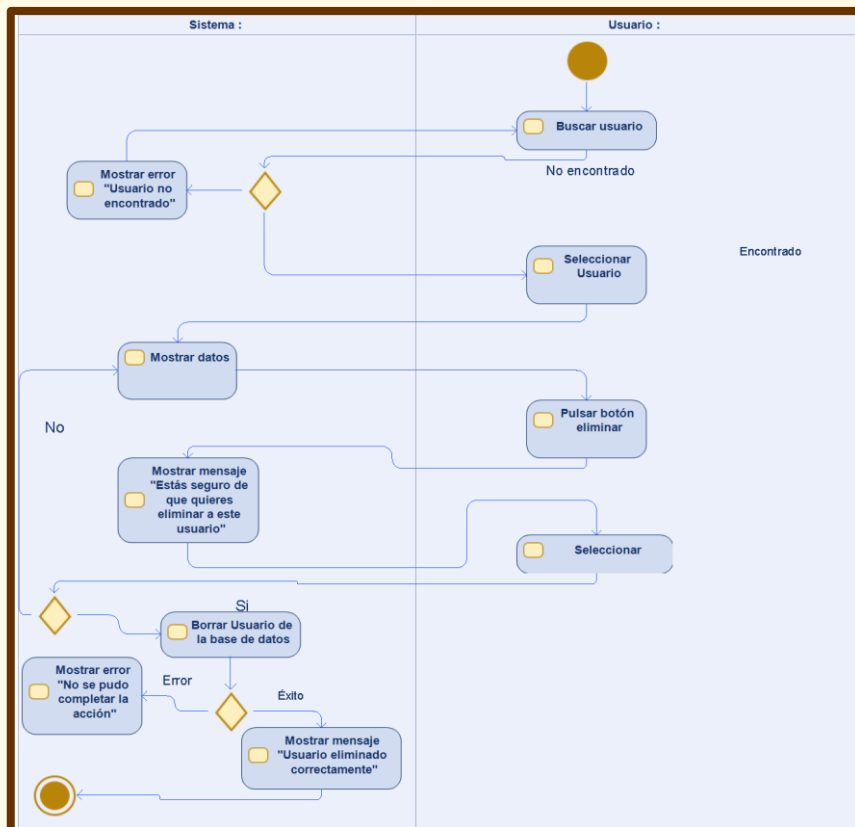 Sistema :
Usuario :
Buscar usuario
No encontrado
Mostrar error
"Usuario no
encontrado"
Encontrado
Seleccionar
Usuario
Mostrar datos
Pulsar botón
eliminar
No
Mostrar mensaje
"Estás seguro de
que quieres
eliminar a este
usuario"
Seleccionar
Si
Borrar Usuario de
la base de datos
Mostrar error
"No se pudo
completar la
acción"
Error
Éxito
Mostrar mensaje
"Usuario eliminado
correctamente"